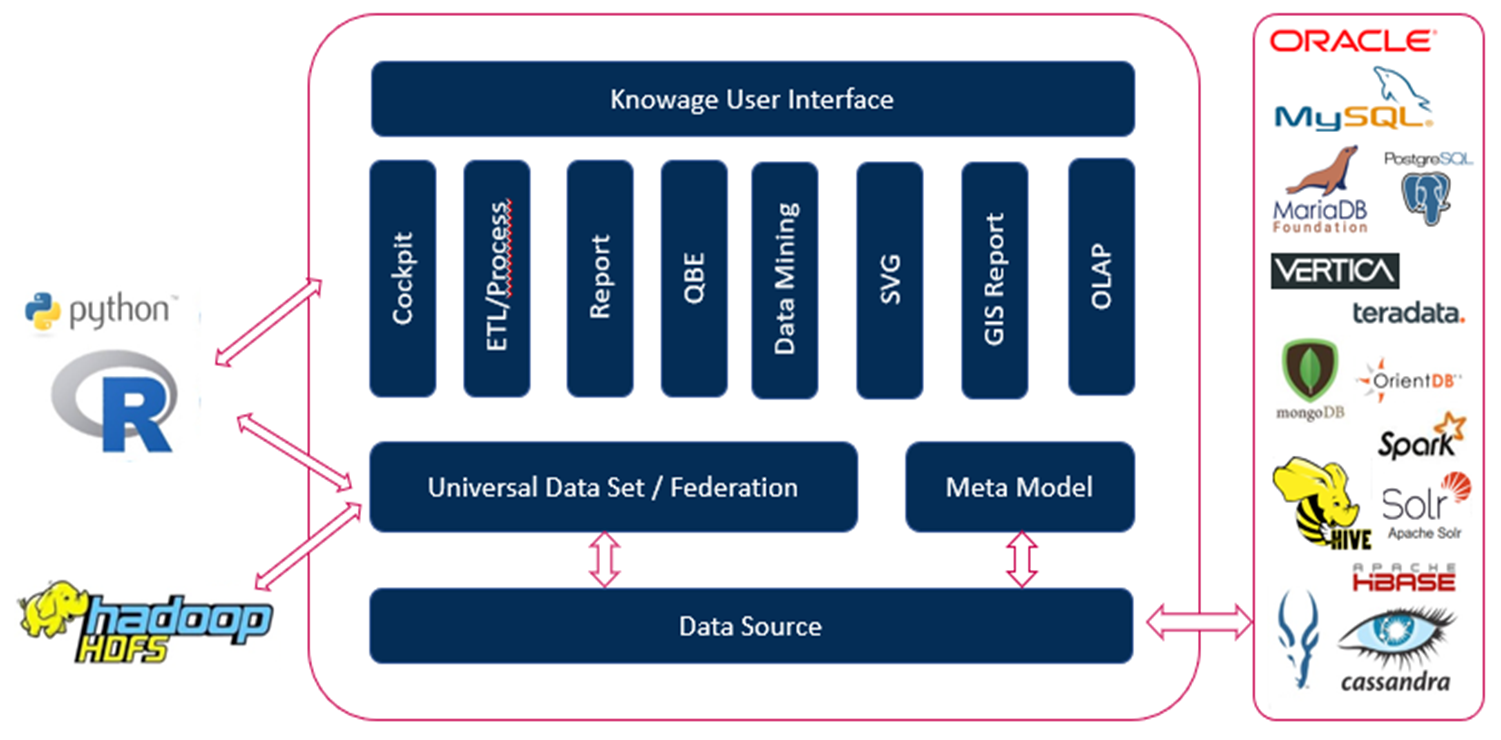 Knowage User Interface
Cockpit
ETL/Process
Report
QBE
Data Mining
SVG
GIS Report
OLAP
Universal Data Set / Federation
Meta Model
Data Source
python™
R
hadoop
HDFS
ORACLE®
MySQL®
PostgreSQL
MariaDB
Foundation
VERTICA
teradata.
mongoDB
OrientDB™
Spark
HIVE
Solr
Apache Solr
APACHE
HBASE
cassandra